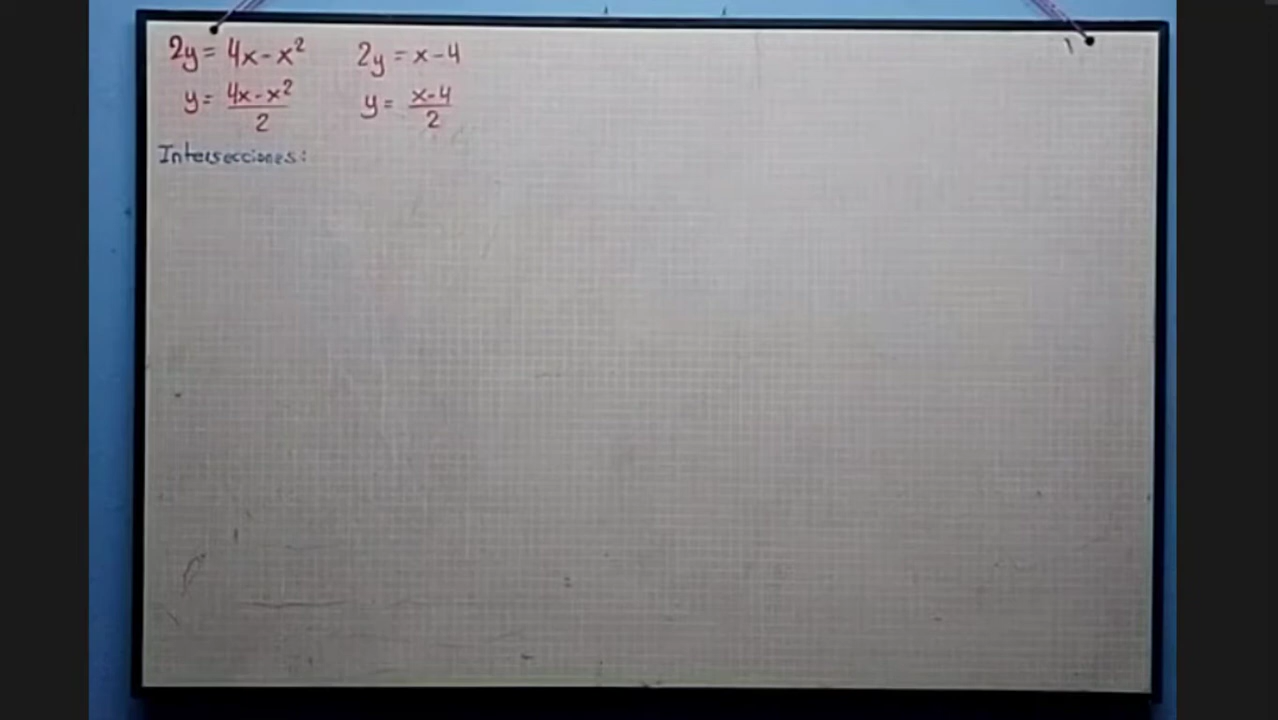 2y = 4x - x² 2y = x - 4
y = (4x - x²)/2 y = (x - 4)/2
Intersecciones: